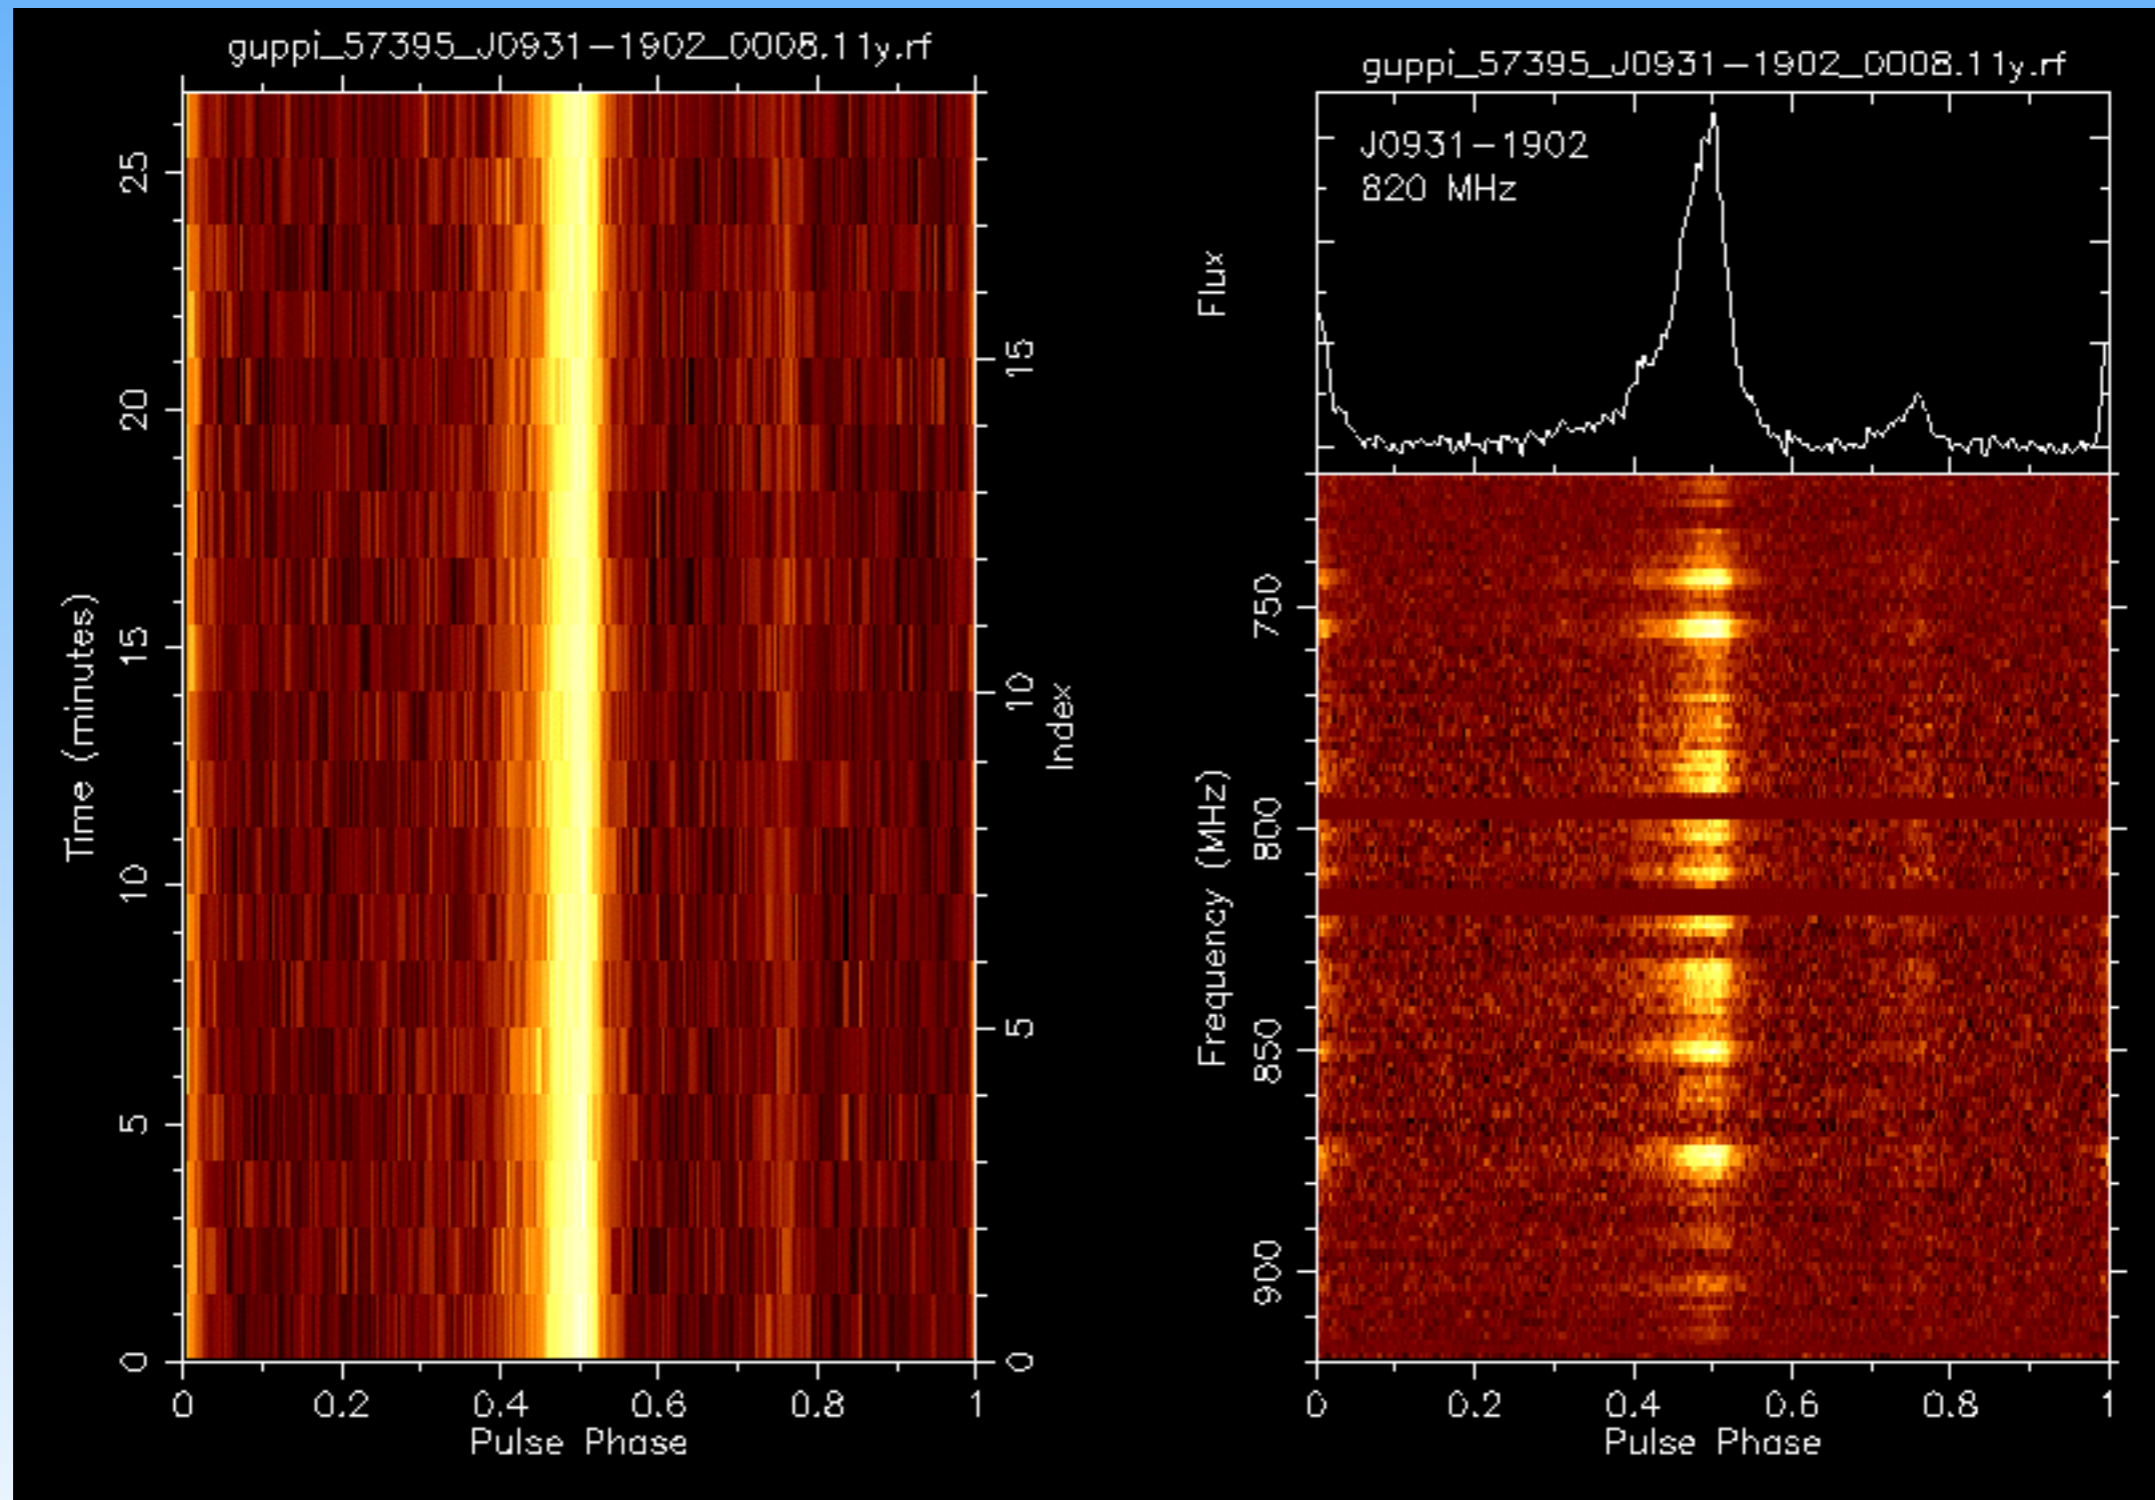 guppi_57395_J0931-1902_0008.11y.rf
25
20
15
10
5
0
Time (minutes)
15
10
5
0
Index
0 0.2 0.4 0.6 0.8 1
Pulse Phase
guppi_57395_J0931-1902_0008.11y.rf
J0931-1902
820 MHz
Flux
750
800
850
900
Frequency (MHz)
0 0.2 0.4 0.6 0.8 1
Pulse Phase